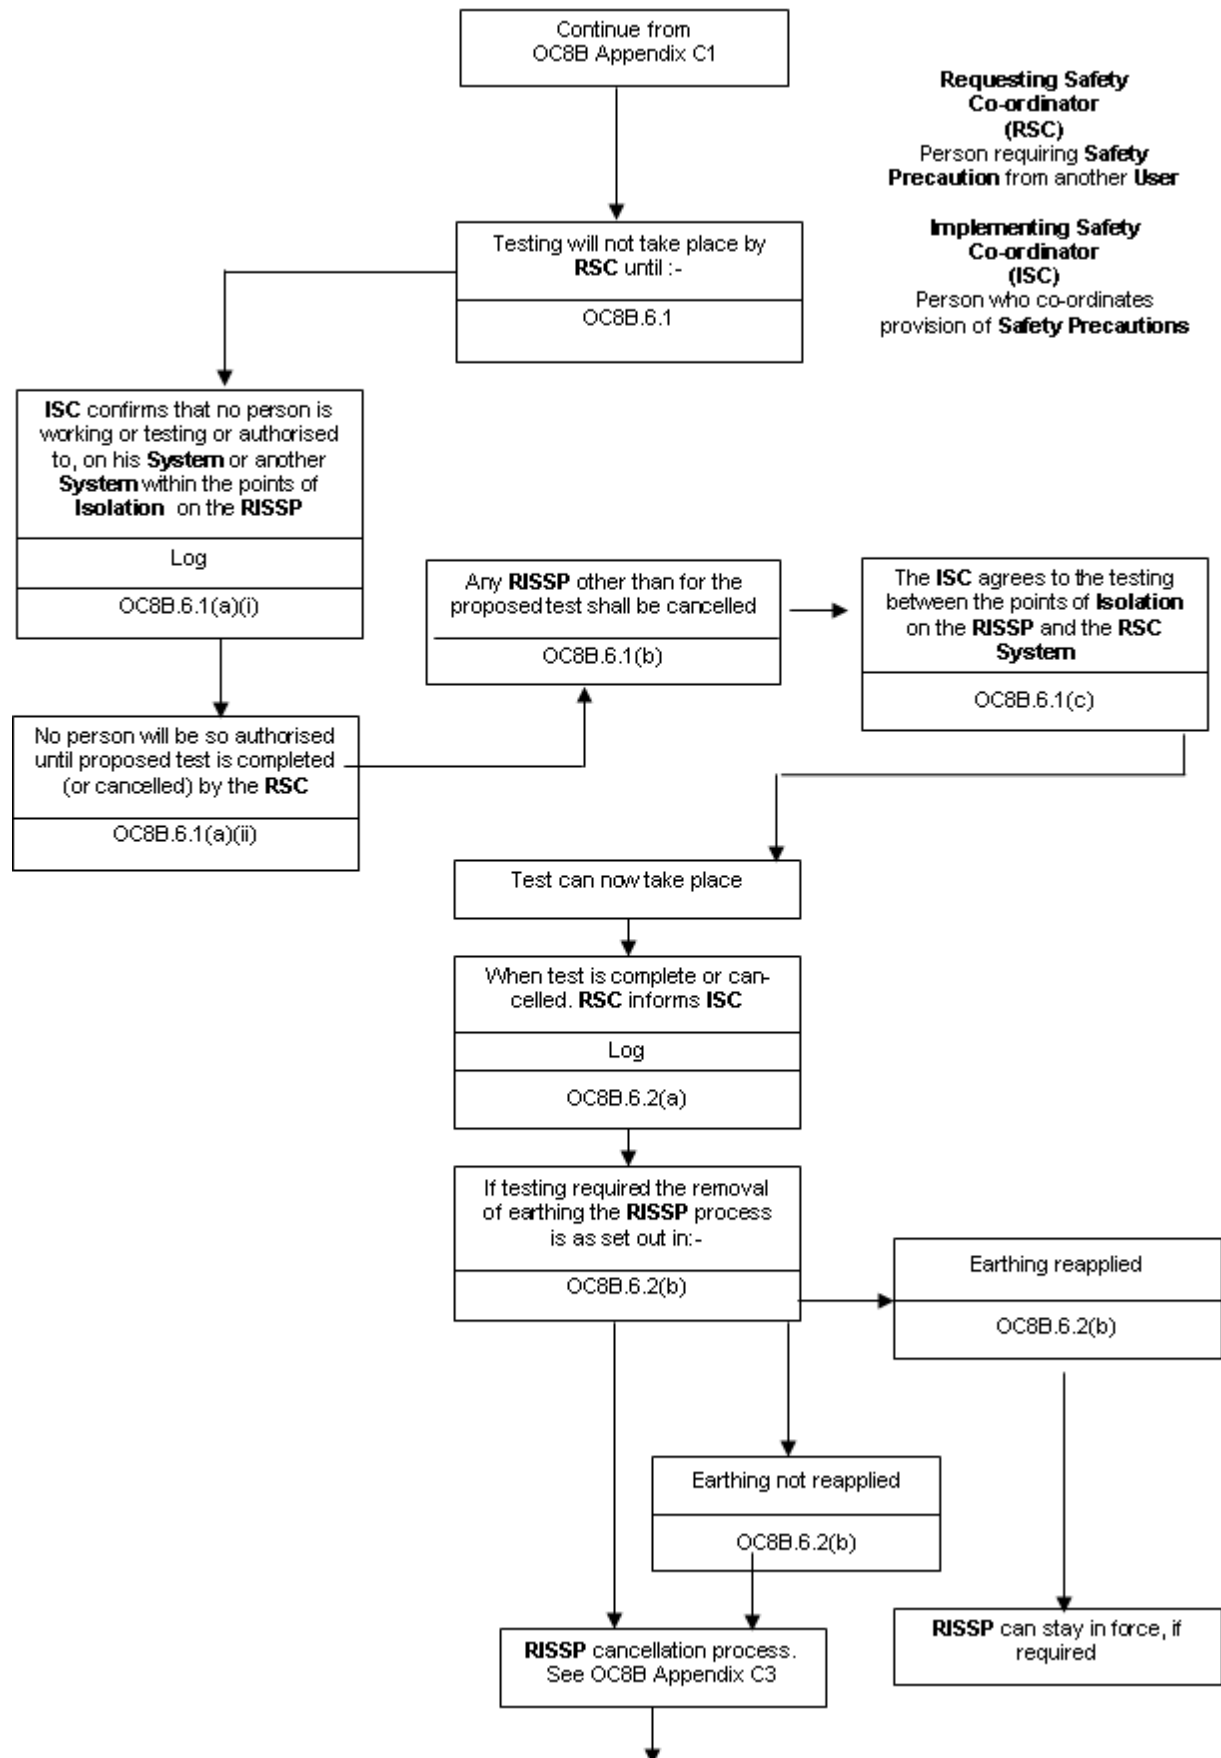 Continue from
OC8B Appendix C1
Requesting Safety
Co-ordinator
(RSC)
Person requiring Safety
Precaution from another User
Implementing Safety
Co-ordinator
(ISC)
Person who co-ordinates
provision of Safety Precautions
Testing will not take place by
RSC until :-
OC8B.6.1
ISC confirms that no person is
working or testing or authorised
to, on his System or another
System within the points of
Isolation on the RISSP
Log
OC8B.6.1(a)(i)
No person will be so authorised
until proposed test is completed
(or cancelled) by the RSC
OC8B.6.1(a)(ii)
Any RISSP other than for the
proposed test shall be cancelled
OC8B.6.1(b)
The ISC agrees to the testing
between the points of Isolation
on the RISSP and the RSC
System
OC8B.6.1(c)
Test can now take place
When test is complete or can-
celled. RSC informs ISC
Log
OC8B.6.2(a)
If testing required the removal
of earthing the RISSP process
is as set out in:-
OC8B.6.2(b)
Earthing reapplied
OC8B.6.2(b)
Earthing not reapplied
OC8B.6.2(b)
RISSP can stay in force, if
required
RISSP cancellation process.
See OC8B Appendix C3